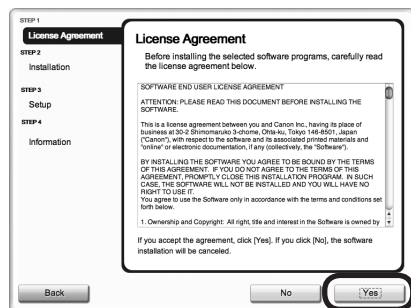 STEP 1
License Agreement
STEP 2
Installation
STEP 3
Setup
STEP 4
Information
License Agreement
Before installing the selected software programs, carefully read
the license agreement below.
SOFTWARE END USER LICENSE AGREEMENT
ATTENTION: PLEASE READ THIS DOCUMENT BEFORE INSTALLING THE
SOFTWARE.
This is a license agreement between you and Canon Inc., having its place of
business at 30-2 Shimomaruko 3-chome, Ohta-ku, Tokyo 146-8501, Japan
("Canon"), with respect to the software and its associated printed materials and
"online" or electronic documentation, if any (collectively, the "Software").
BY INSTALLING THE SOFTWARE YOU AGREE TO BE BOUND BY THE TERMS
OF THIS AGREEMENT. IF YOU DO NOT AGREE TO THE TERMS OF THIS
AGREEMENT, PROMPTLY CLOSE THIS INSTALLATION PROGRAM. IN SUCH
CASE, THE SOFTWARE WILL NOT BE INSTALLED AND YOU WILL HAVE NO
RIGHT TO USE IT.
You agree to use the Software only in accordance with the terms and conditions set
forth below.
1. Ownership and Copyright: All right, title and interest in the Software is owned by
If you accept the agreement, click [Yes]. If you click [No], the software
installation will be canceled.
Back
No
Yes